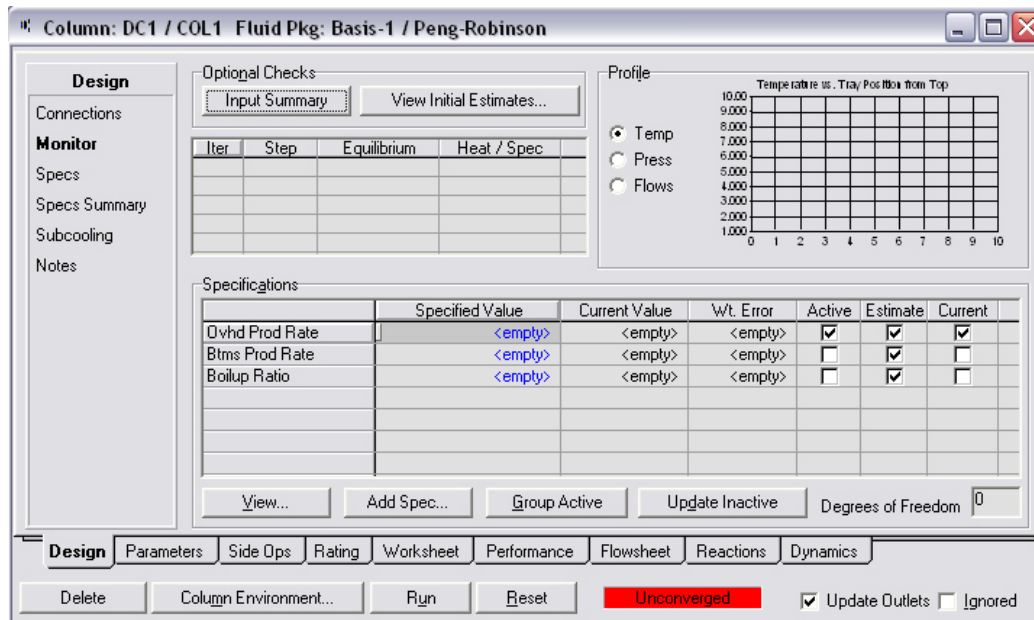 Column: DC1 / COL1 Fluid Pkg: Basis-1 / Peng-Robinson
Design
Connections
Monitor
Specs
Specs Summary
Subcooling
Notes
Optional Checks
Input Summary
View Initial Estimates...
Iter Step Equilibrium Heat / Spec
Profile
Temp
Press
Flows
Temperature vs. Tray Position from Top
10.00
9.000
8.000
7.000
6.000
5.000
4.000
3.000
2.000
1.000
0 1 2 3 4 5 6 7 8 9 10
Specifications
Specified Value Current Value Wt. Error Active Estimate Current
Ovhd Prod Rate <empty> <empty> <empty>
Btms Prod Rate <empty> <empty> <empty>
Boilup Ratio <empty> <empty> <empty>
View... Add Spec... Group Active Update Inactive Degrees of Freedom 0
Design Parameters Side Ops Rating Worksheet Performance Flowsheet Reactions Dynamics
Delete Column Environment... Run Reset Unconverged Update Outlets Ignored